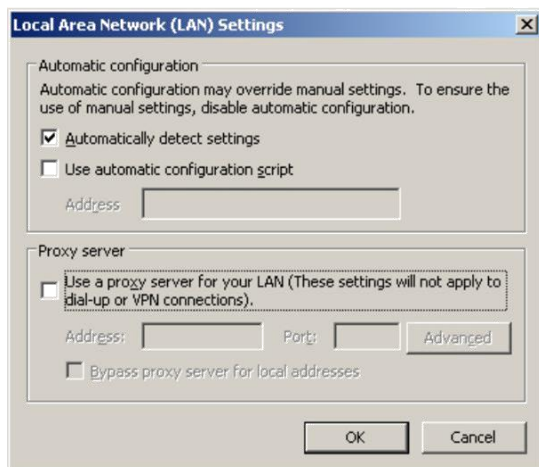 Local Area Network (LAN) Settings
Automatic configuration
Automatic configuration may override manual settings. To ensure the
use of manual settings, disable automatic configuration.
Automatically detect settings
Use automatic configuration script
Address
Proxy server
Use a proxy server for your LAN (These settings will not apply to
dial-up or VPN connections).
Address: Port: Advanced
Bypass proxy server for local addresses
OK Cancel